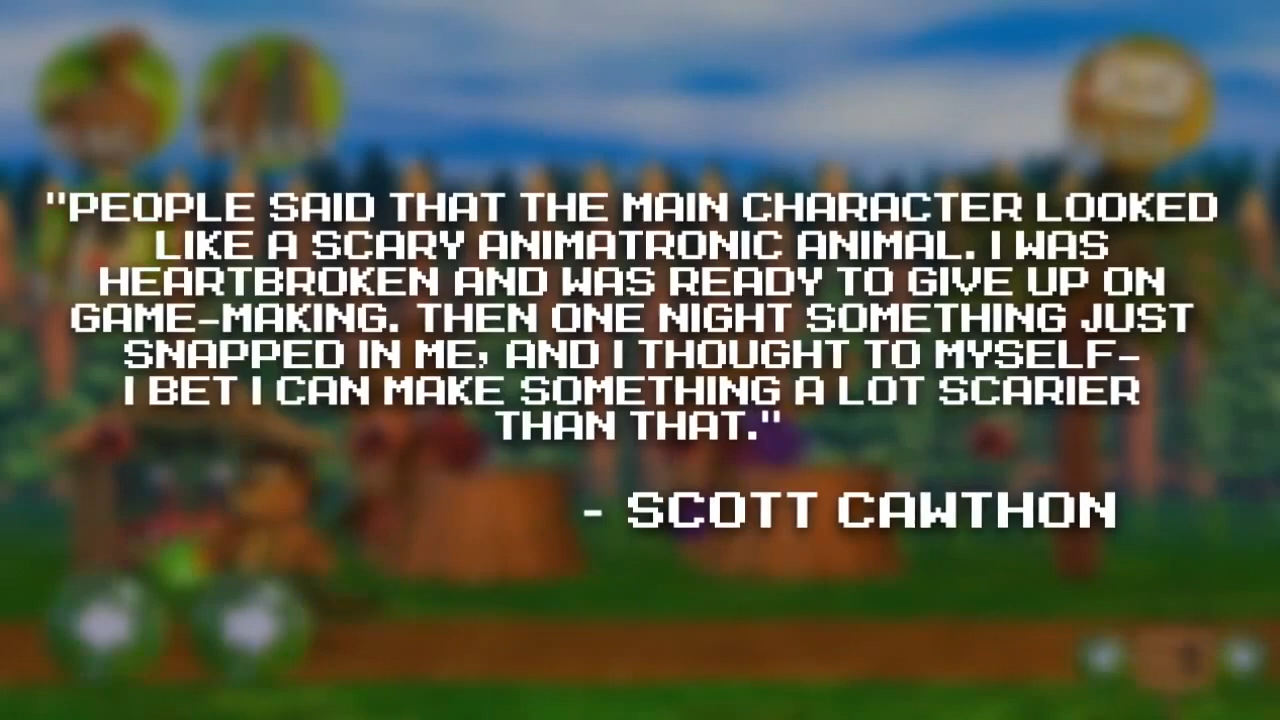 "PEOPLE SAID THAT THE MAIN CHARACTER LOOKED
LIKE A SCARY ANIMATRONIC ANIMAL. I WAS
HEARTBROKEN AND WAS READY TO GIVE UP ON
GAME-MAKING. THEN ONE NIGHT SOMETHING JUST
SNAPPED IN ME, AND I THOUGHT TO MYSELF-
I BET I CAN MAKE SOMETHING A LOT SCARIER
THAN THAT."
- SCOTT CAWTHON